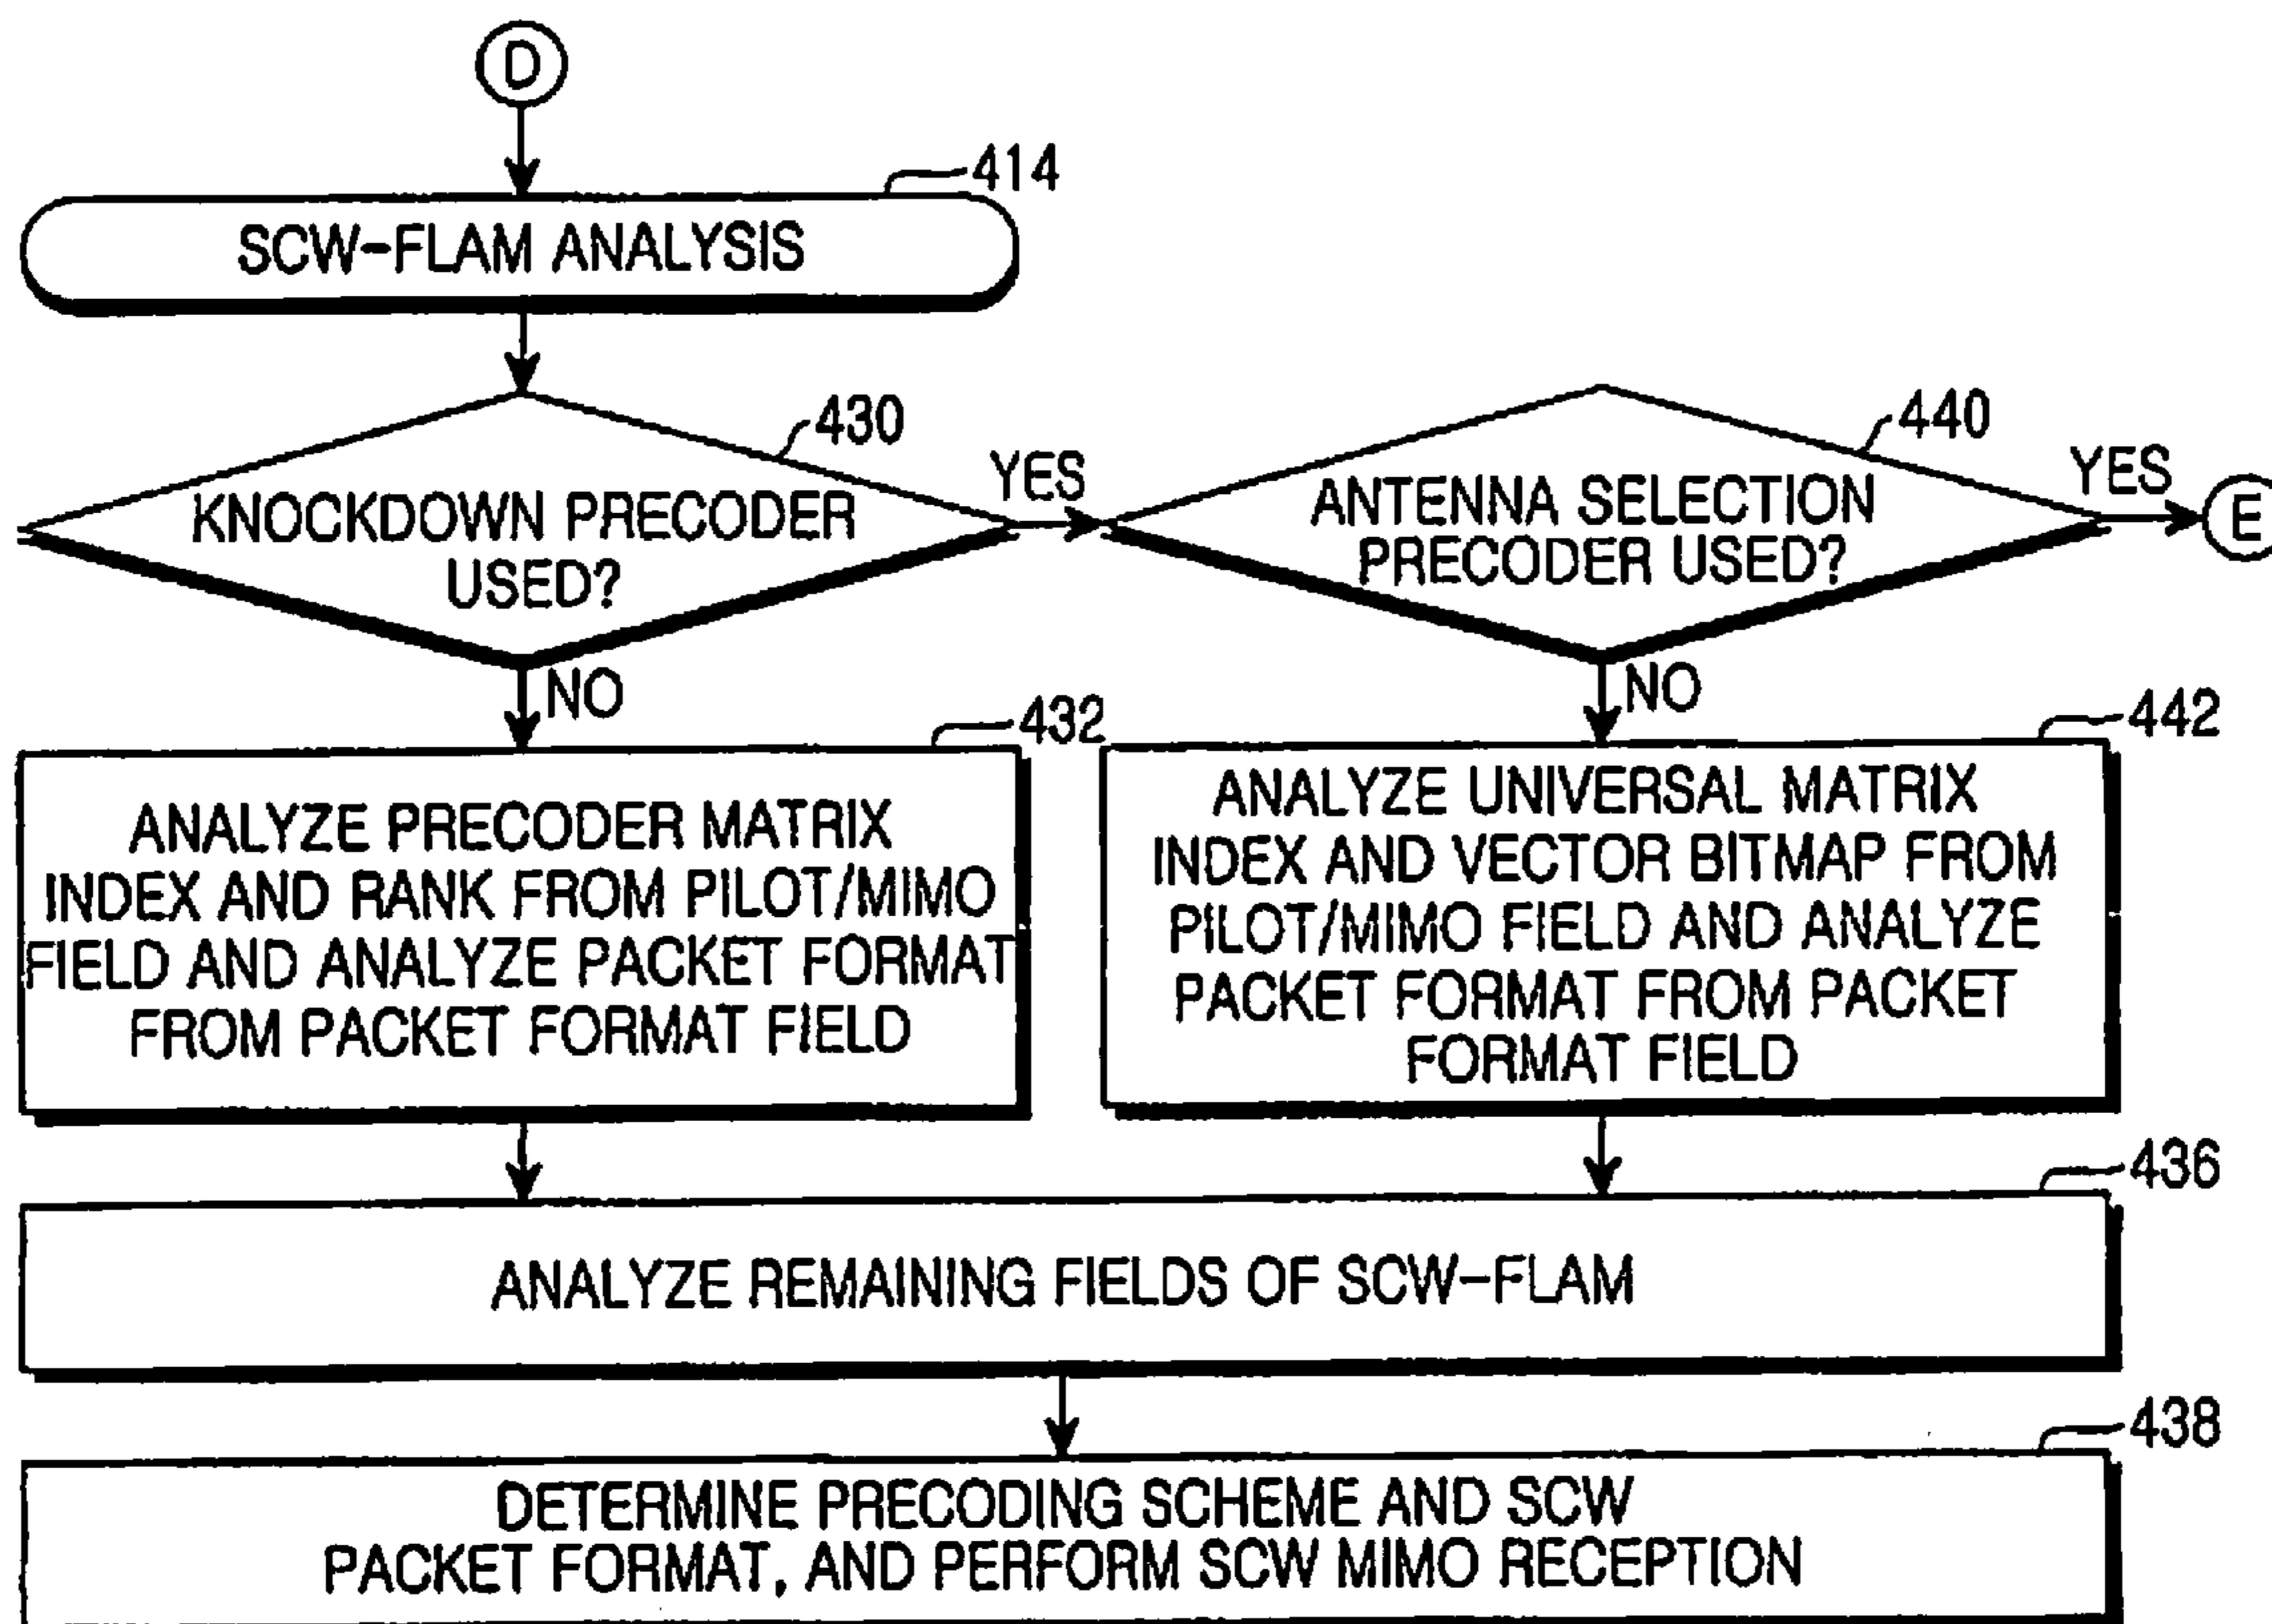 D
414
SCW-FLAM ANALYSIS
430
KNOCKDOWN PRECODER
USED?
YES
440
ANTENNA SELECTION
PRECODER USED?
YES
E
NO
NO
432
ANALYZE PRECODER MATRIX
INDEX AND RANK FROM PILOT/MIMO
FIELD AND ANALYZE PACKET FORMAT
FROM PACKET FORMAT FIELD
442
ANALYZE UNIVERSAL MATRIX
INDEX AND VECTOR BITMAP FROM
PILOT/MIMO FIELD AND ANALYZE
PACKET FORMAT FROM PACKET
FORMAT FIELD
436
ANALYZE REMAINING FIELDS OF SCW-FLAM
438
DETERMINE PRECODING SCHEME AND SCW
PACKET FORMAT, AND PERFORM SCW MIMO RECEPTION